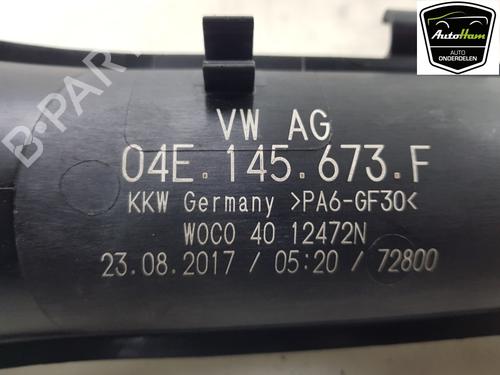 AutoHam
AUTO
ONDERDELEN
B-PARTS
VW AG
04E.145.673.F
KKW Germany >PA6-GF30<
WOCO 40 12472N
23.08.2017 / 05:20 / 72800